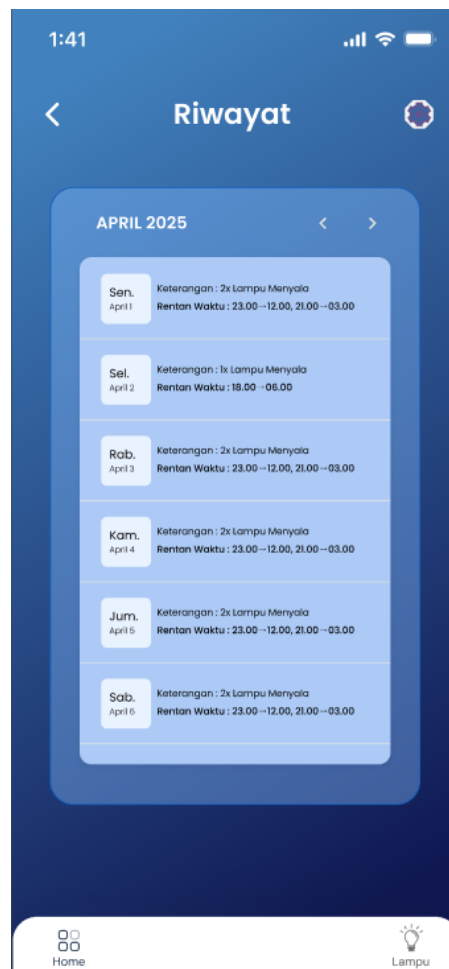 1:41
Riwayat
APRIL 2025
Sen.
April 1
Keterangan : 2x Lampu Menyala
Rentan Waktu : 23.00→12.00, 21.00→03.00
Sel.
April 2
Keterangan : 1x Lampu Menyala
Rentan Waktu : 18.00→06.00
Rab.
April 3
Keterangan : 2x Lampu Menyala
Rentan Waktu : 23.00→12.00, 21.00→03.00
Kam.
April 4
Keterangan : 2x Lampu Menyala
Rentan Waktu : 23.00→12.00, 21.00→03.00
Jum.
April 5
Keterangan : 2x Lampu Menyala
Rentan Waktu : 23.00→12.00, 21.00→03.00
Sab.
April 6
Keterangan : 2x Lampu Menyala
Rentan Waktu : 23.00→12.00, 21.00→03.00
Home
Lampu